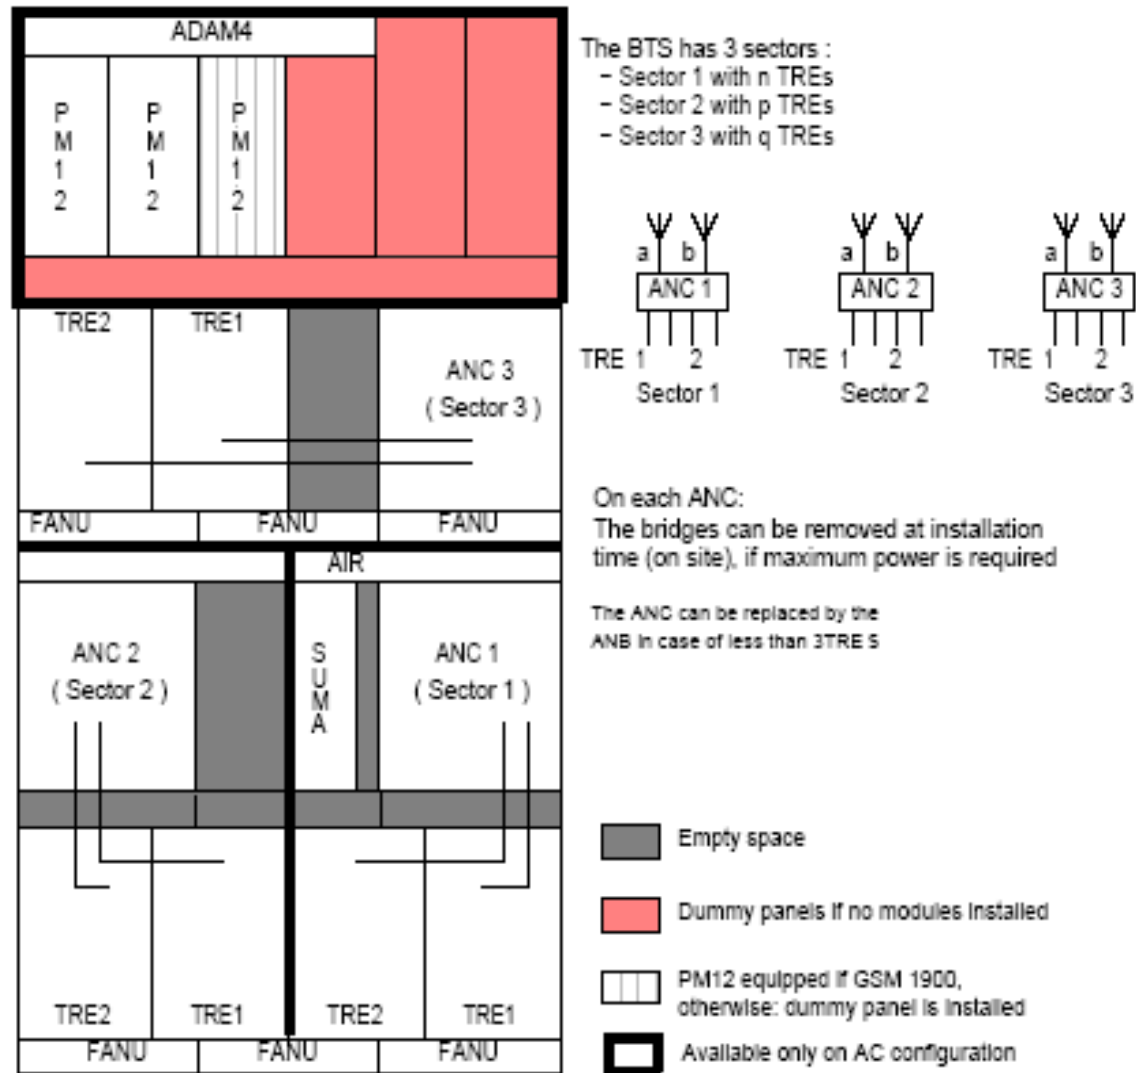 ADAM4
PM12
PM12
PM12
TRE2
TRE1
ANC 3
( Sector 3 )
FANU
FANU
FANU
AIR
ANC 2
( Sector 2 )
SUMA
ANC 1
( Sector 1 )
TRE2
TRE1
TRE2
TRE1
FANU
FANU
FANU
The BTS has 3 sectors :
− Sector 1 with n TREs
− Sector 2 with p TREs
− Sector 3 with q TREs
a b
ANC 1
TRE 1 2
Sector 1
a b
ANC 2
TRE 1 2
Sector 2
a b
ANC 3
TRE 1 2
Sector 3
On each ANC:
The bridges can be removed at installation
time (on site), if maximum power is required
The ANC can be replaced by the
ANB in case of less than 3TRE S
Empty space
Dummy panels if no modules installed
PM12 equipped if GSM 1900,
otherwise: dummy panel is installed
Available only on AC configuration